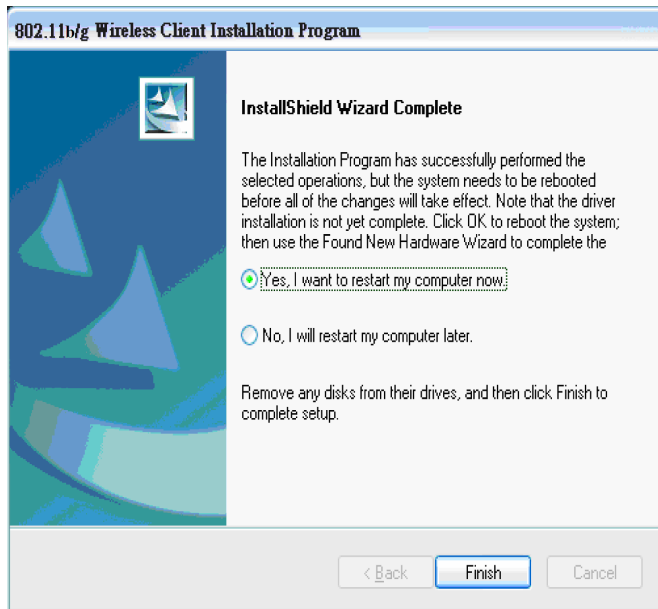 802.11b/g Wireless Client Installation Program
InstallShield Wizard Complete
The Installation Program has successfully performed the
selected operations, but the system needs to be rebooted
before all of the changes will take effect. Note that the driver
installation is not yet complete. Click OK to reboot the system;
then use the Found New Hardware Wizard to complete the
Yes, I want to restart my computer now.
No, I will restart my computer later.
Remove any disks from their drives, and then click Finish to
complete setup.
< Back Finish Cancel